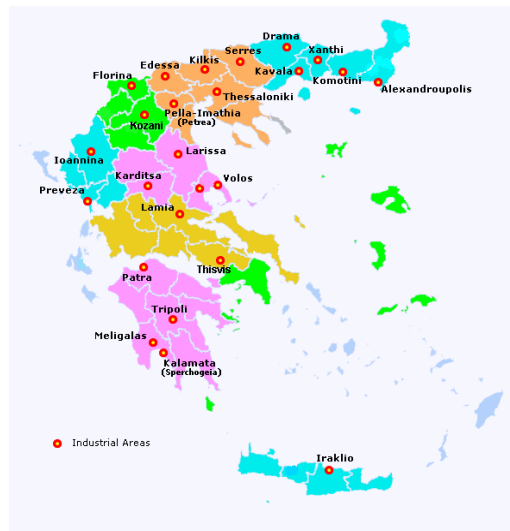 Drama
Xanthi
Serres
Kilkis
Edessa
Florina
Kavala
Komotini
Alexandroupolis
Thessaloniki
Pella-Imathia
(Petrea)
Kozani
Ioannina
Larissa
Karditsa
Volos
Preveza
Lamia
Thisvis
Patra
Tripoli
Meligalas
Kalamata
(Sperchogeia)
Industrial Areas
Iraklio